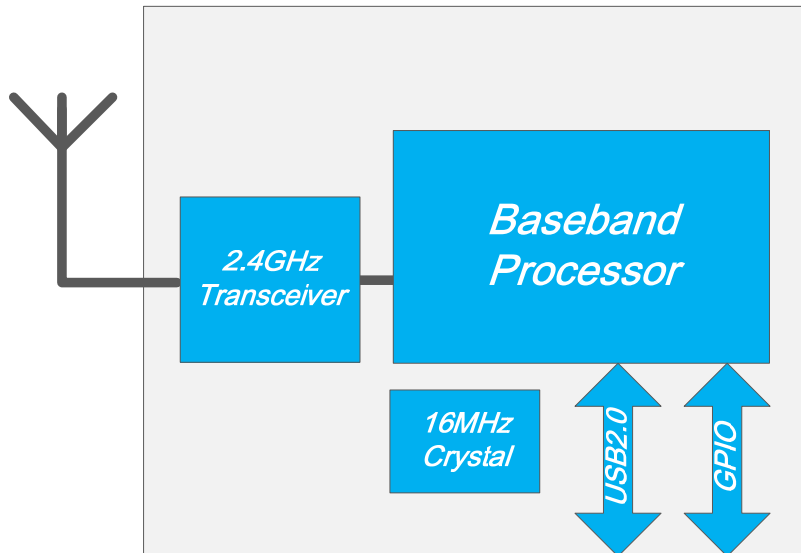 Baseband
Processor
2.4GHz
Transceiver
16MHz
Crystal
USB2.0
GPIO